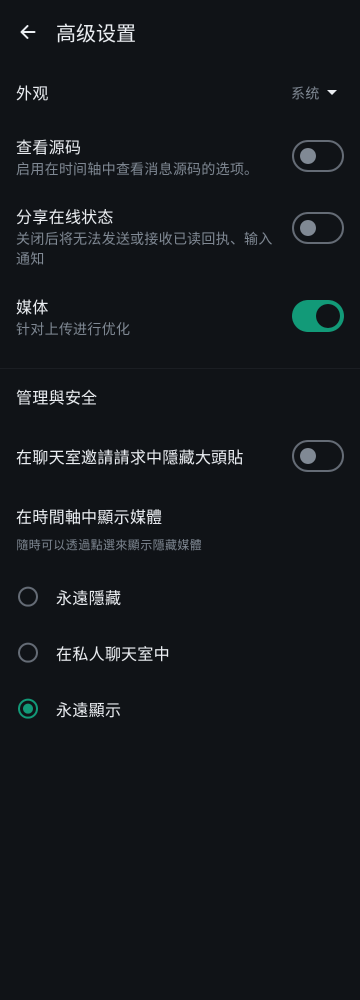 高级设置
外观
系统
查看源码
启用在时间轴中查看消息源码的选项。
分享在线状态
关闭后将无法发送或接收已读回执、输入
通知
媒体
针对上传进行优化
管理與安全
在聊天室邀請請求中隱藏大頭貼
在時間軸中顯示媒體
隨時可以透過點選來顯示隱藏媒體
永遠隱藏
在私人聊天室中
永遠顯示